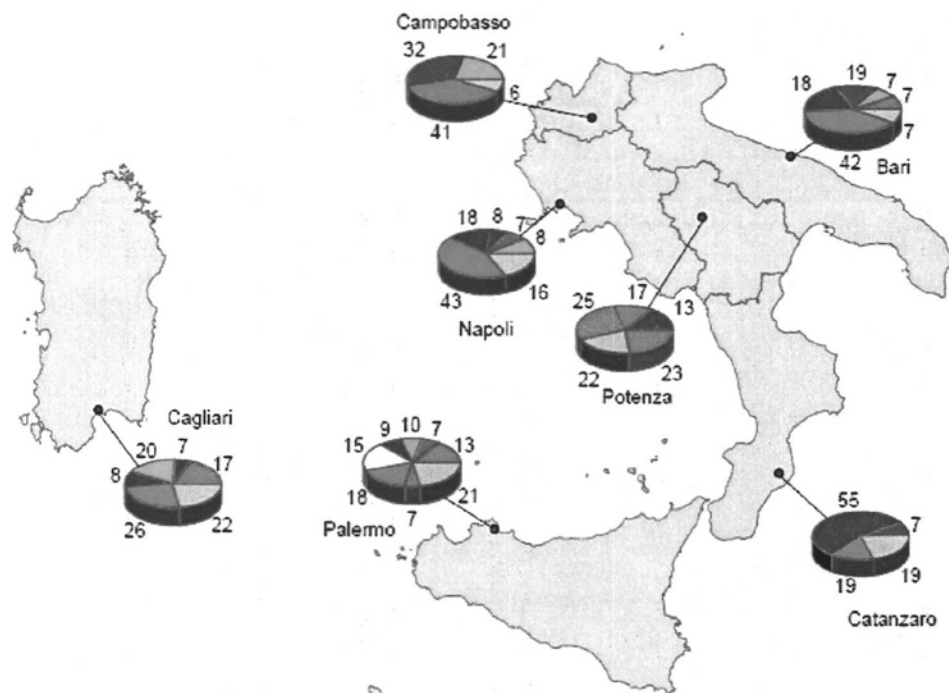 Campobasso
32 21
6
41
18 19 7
7
7
42 Bari
18 8 7
8
43 16
Napoli
25 17 13
22 23
Potenza
Cagliari
20 7 17
8
26 22
15 9 10 7 13
18 7 21
Palermo
55 7
19 19
Catanzaro